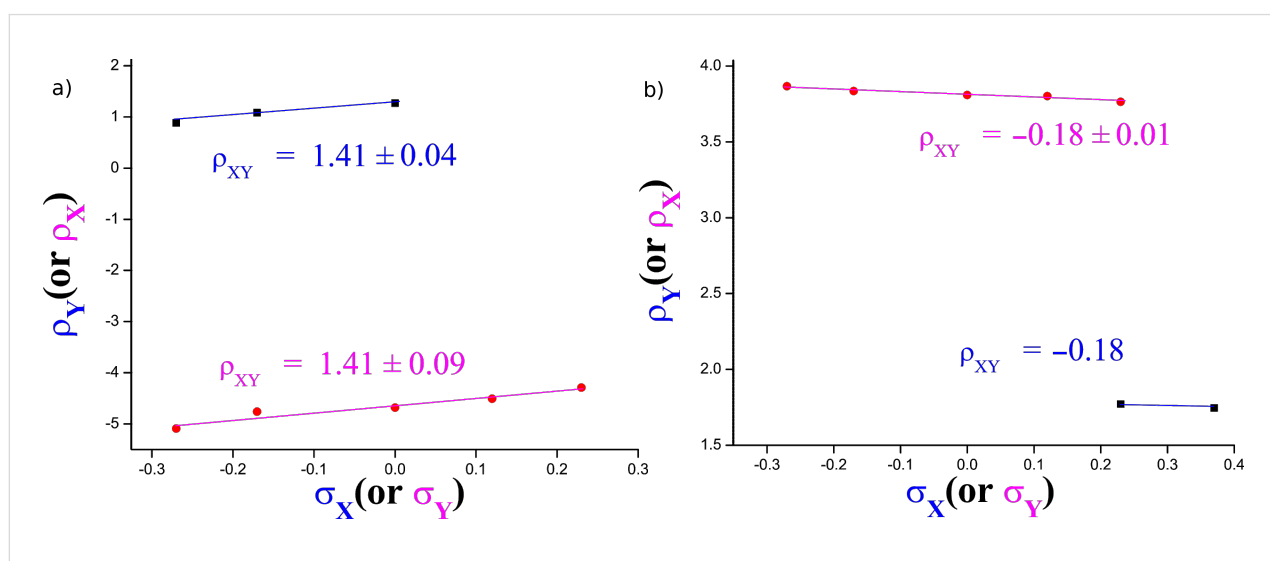 a)
2
1
0
-1
-2
-3
-4
-5
-0.3
-0.2
-0.1
0.0
0.1
0.2
0.3
ρY(or ρX)
σX(or σY)
ρXY = 1.41 ± 0.04
ρXY = 1.41 ± 0.09
b)
4.0
3.5
3.0
2.5
2.0
1.5
-0.3
-0.2
-0.1
0.0
0.1
0.2
0.3
0.4
ρY(or ρX)
σX(or σY)
ρXY = –0.18 ± 0.01
ρXY = –0.18